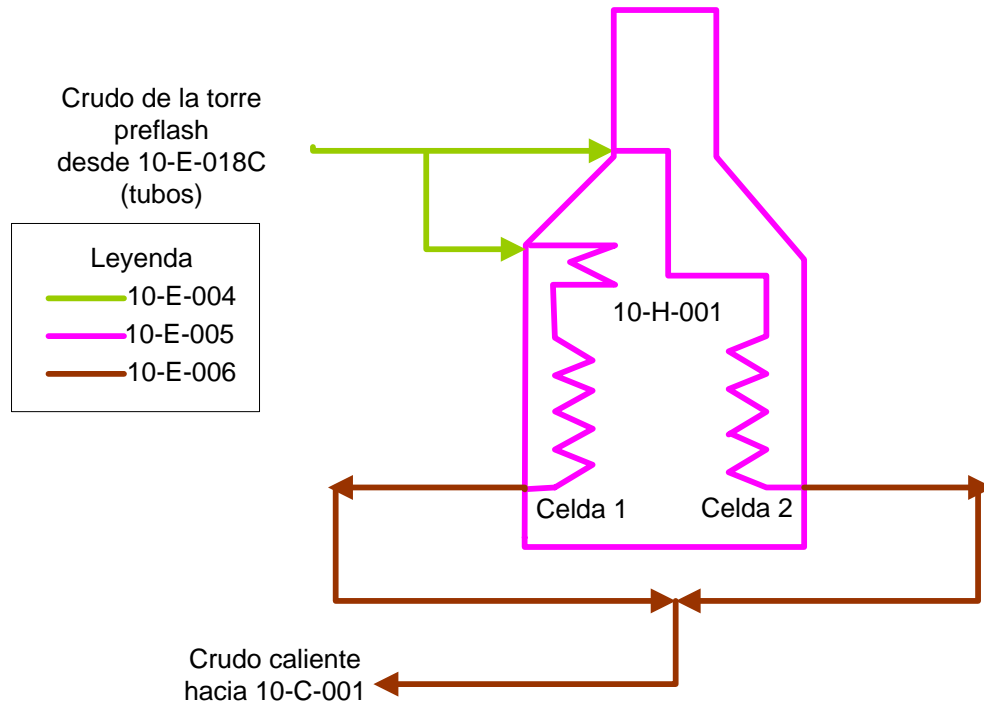 Crudo de la torre
preflash
desde 10-E-018C
(tubos)
Leyenda
10-E-004
10-E-005
10-E-006
10-H-001
Celda 1
Celda 2
Crudo caliente
hacia 10-C-001